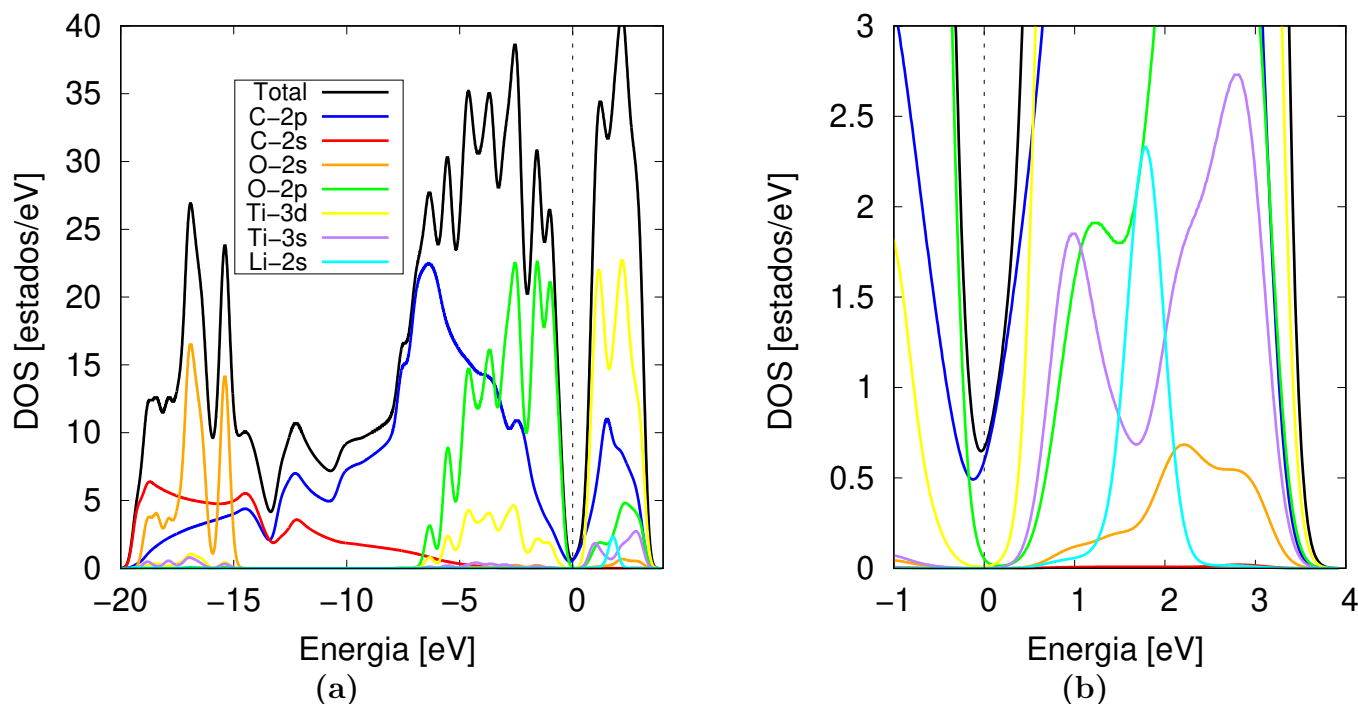 40
35
30
25
20
15
10
5
0
DOS [estados/eV]
Total
C−2p
C−2s
O−2s
O−2p
Ti−3d
Ti−3s
Li−2s
−20 −15 −10 −5 0
Energia [eV]
(a)
3
2.5
2
1.5
1
0.5
0
DOS [estados/eV]
−1 0 1 2 3 4
Energia [eV]
(b)